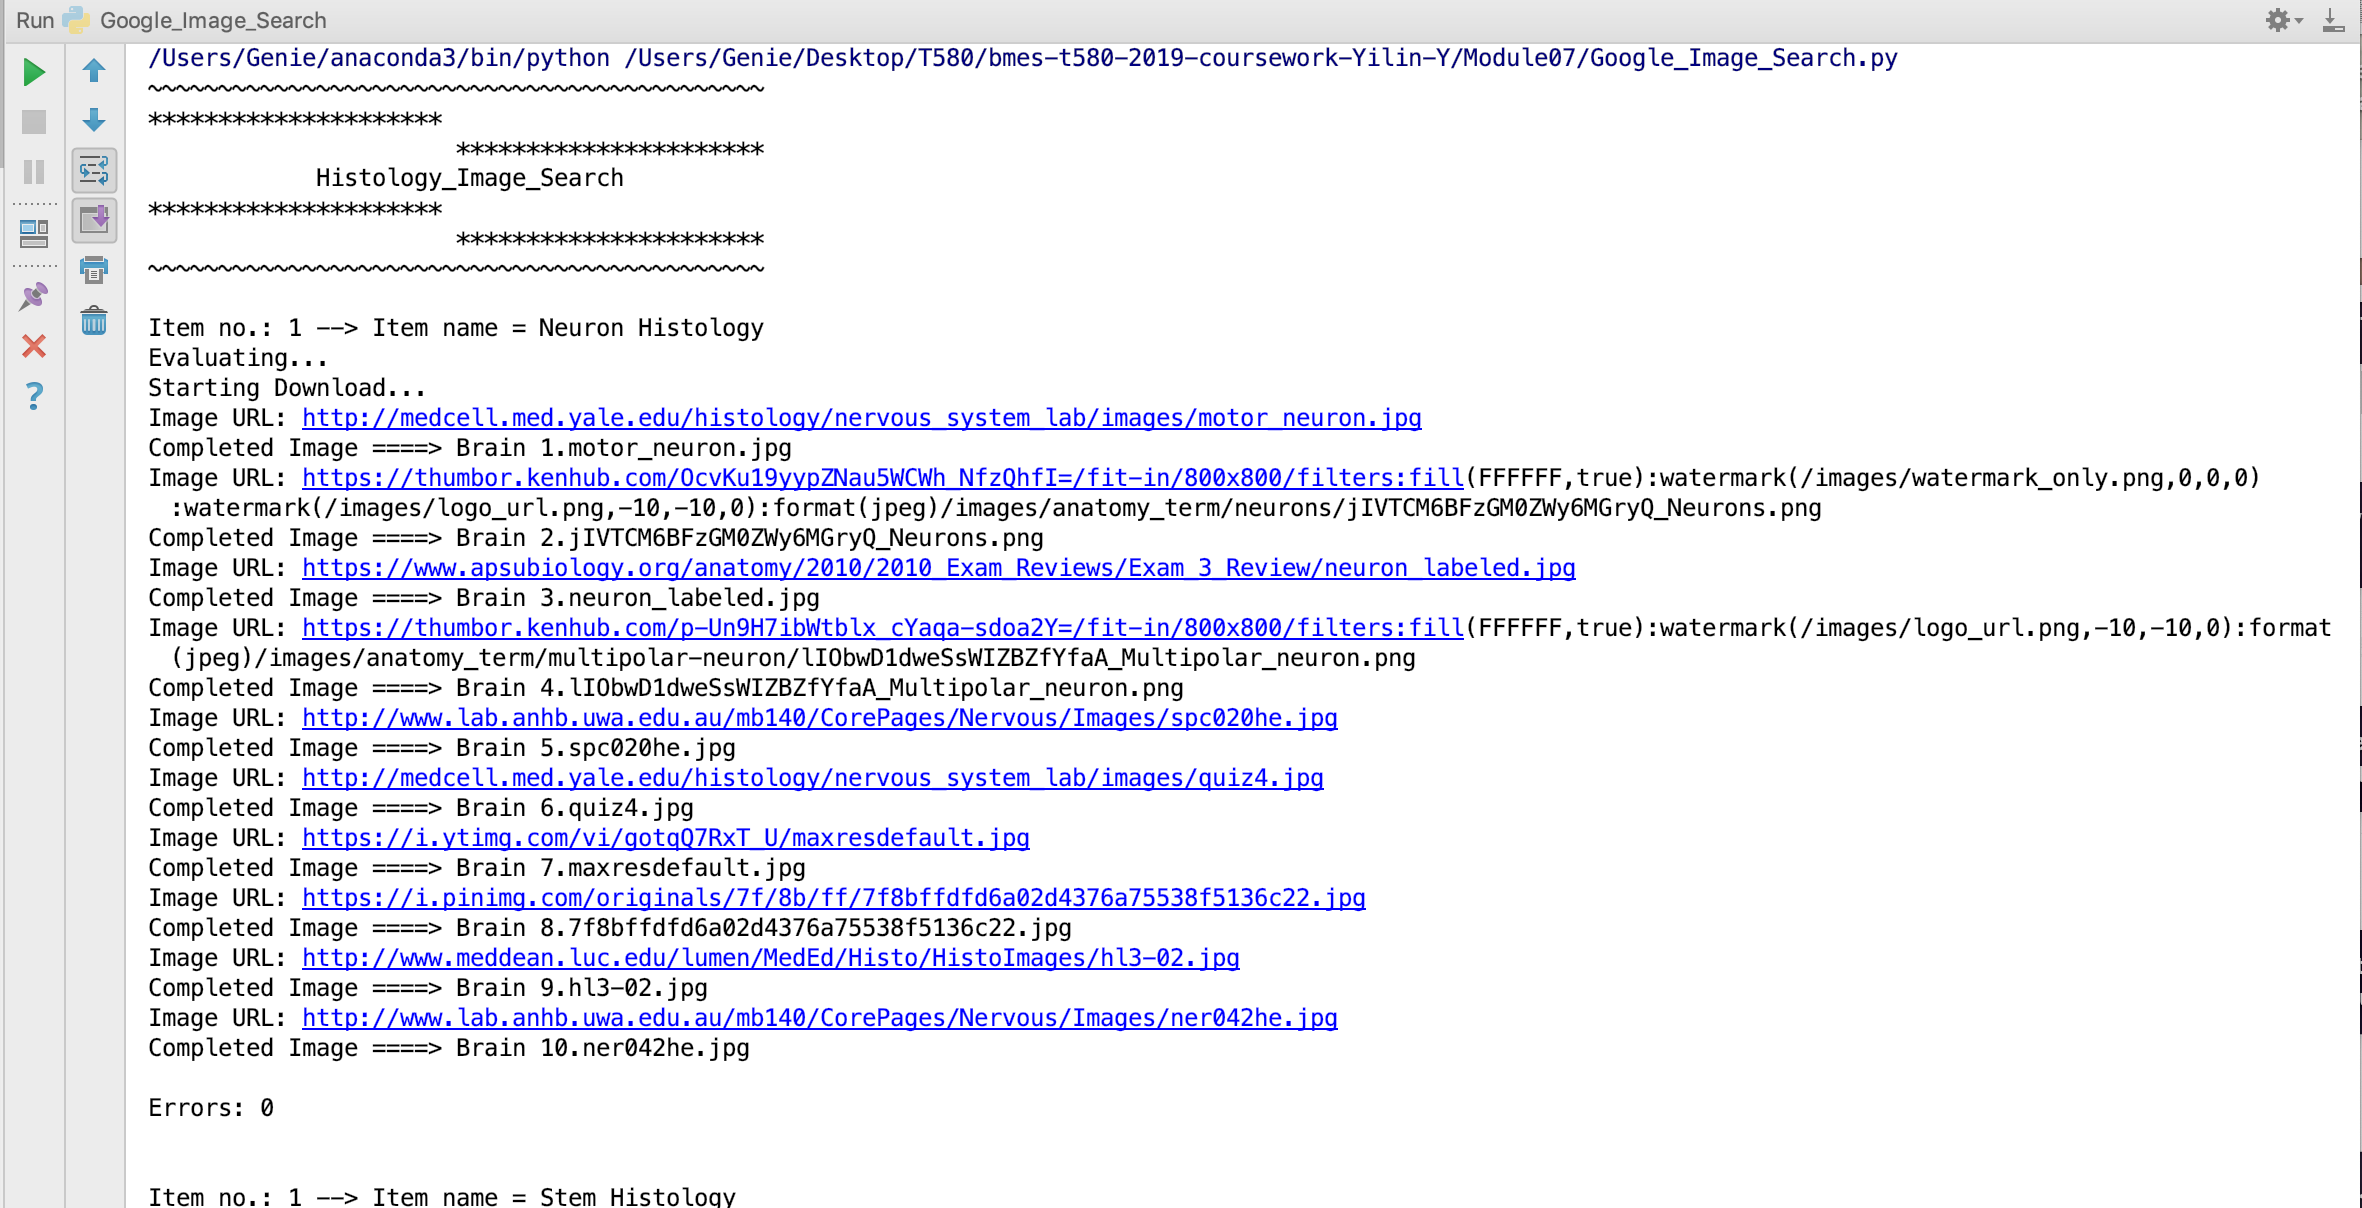 Run Google_Image_Search
/Users/Genie/anaconda3/bin/python /Users/Genie/Desktop/T580/bmes-t580-2019-coursework-Yilin-Y/Module07/Google_Image_Search.py
~~~~~~~~~~~~~~~~~~~~~~~~~~~~~~~~~~~~~~~~~~~~
*********************
                      **********************
            Histology_Image_Search
*********************
                      **********************
~~~~~~~~~~~~~~~~~~~~~~~~~~~~~~~~~~~~~~~~~~~~
Item no.: 1 --> Item name = Neuron Histology
Evaluating...
Starting Download...
Image URL: http://medcell.med.yale.edu/histology/nervous_system_lab/images/motor_neuron.jpg
Completed Image ====> Brain 1.motor_neuron.jpg
Image URL: https://thumbor.kenhub.com/OcvKu19yypZNau5WCWh_NfzQhfI=/fit-in/800x800/filters:fill(FFFFFF,true):watermark(/images/watermark_only.png,0,0,0)
:watermark(/images/logo_url.png,-10,-10,0):format(jpeg)/images/anatomy_term/neurons/jIVTCM6BFzGM0ZWy6MGryQ_Neurons.png
Completed Image ====> Brain 2.jIVTCM6BFzGM0ZWy6MGryQ_Neurons.png
Image URL: https://www.apsubiology.org/anatomy/2010/2010_Exam_Reviews/Exam_3_Review/neuron_labeled.jpg
Completed Image ====> Brain 3.neuron_labeled.jpg
Image URL: https://thumbor.kenhub.com/p-Un9H7ibWtblx_cYaqa-sdoa2Y=/fit-in/800x800/filters:fill(FFFFFF,true):watermark(/images/logo_url.png,-10,-10,0):format
(jpeg)/images/anatomy_term/multipolar-neuron/lIObwD1dweSsWIZBZfYfaA_Multipolar_neuron.png
Completed Image ====> Brain 4.lIObwD1dweSsWIZBZfYfaA_Multipolar_neuron.png
Image URL: http://www.lab.anhb.uwa.edu.au/mb140/CorePages/Nervous/Images/spc020he.jpg
Completed Image ====> Brain 5.spc020he.jpg
Image URL: http://medcell.med.yale.edu/histology/nervous_system_lab/images/quiz4.jpg
Completed Image ====> Brain 6.quiz4.jpg
Image URL: https://i.ytimg.com/vi/gotqQ7RxT_U/maxresdefault.jpg
Completed Image ====> Brain 7.maxresdefault.jpg
Image URL: https://i.pinimg.com/originals/7f/8b/ff/7f8bffdfd6a02d4376a75538f5136c22.jpg
Completed Image ====> Brain 8.7f8bffdfd6a02d4376a75538f5136c22.jpg
Image URL: http://www.meddean.luc.edu/lumen/MedEd/Histo/HistoImages/hl3-02.jpg
Completed Image ====> Brain 9.hl3-02.jpg
Image URL: http://www.lab.anhb.uwa.edu.au/mb140/CorePages/Nervous/Images/ner042he.jpg
Completed Image ====> Brain 10.ner042he.jpg
Errors: 0
Item no.: 1 --> Item name = Stem Histology